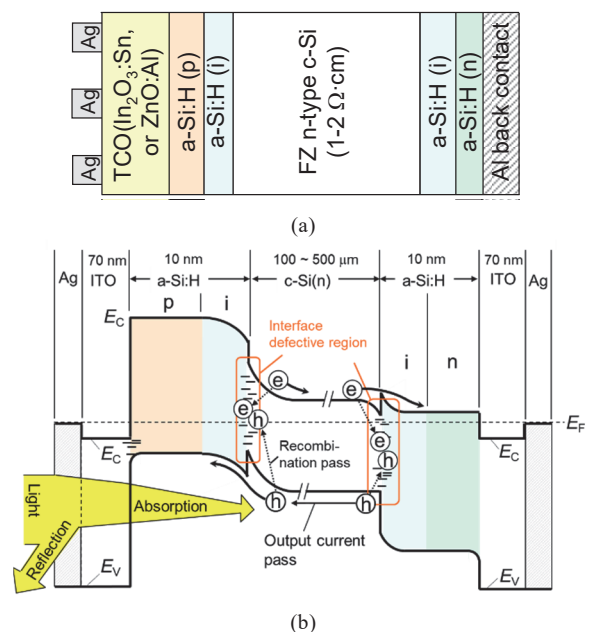 Ag
Ag
Ag
TCO(In2O3:Sn,
or ZnO:Al)
a-Si:H (p)
a-Si:H (i)
FZ n-type c-Si
(1-2 Ω·cm)
a-Si:H (i)
a-Si:H (n)
Al back contact
(a)
Ag
70 nm
ITO
10 nm
a-Si:H
100 ~ 500 μm
c-Si(n)
10 nm
a-Si:H
70 nm
ITO
Ag
p
i
EC
Interface
defective region
i
n
e
e
e
h
EF
EC
Recombi-
nation pass
e
h
EC
Light
Absorption
Reflection
h
h
Output current
pass
EV
EV
(b)